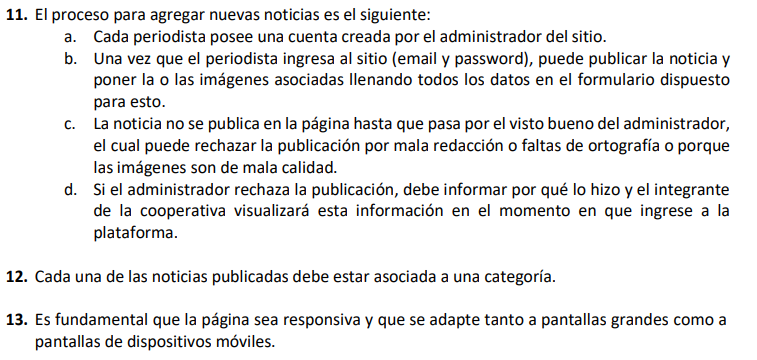 11. El proceso para agregar nuevas noticias es el siguiente:
a. Cada periodista posee una cuenta creada por el administrador del sitio.
b. Una vez que el periodista ingresa al sitio (email y password), puede publicar la noticia y
poner la o las imágenes asociadas llenando todos los datos en el formulario dispuesto
para esto.
c. La noticia no se publica en la página hasta que pasa por el visto bueno del administrador,
el cual puede rechazar la publicación por mala redacción o faltas de ortografía o porque
las imágenes son de mala calidad.
d. Si el administrador rechaza la publicación, debe informar por qué lo hizo y el integrante
de la cooperativa visualizará esta información en el momento en que ingrese a la
plataforma.
12. Cada una de las noticias publicadas debe estar asociada a una categoría.
13. Es fundamental que la página sea responsiva y que se adapte tanto a pantallas grandes como a
pantallas de dispositivos móviles.